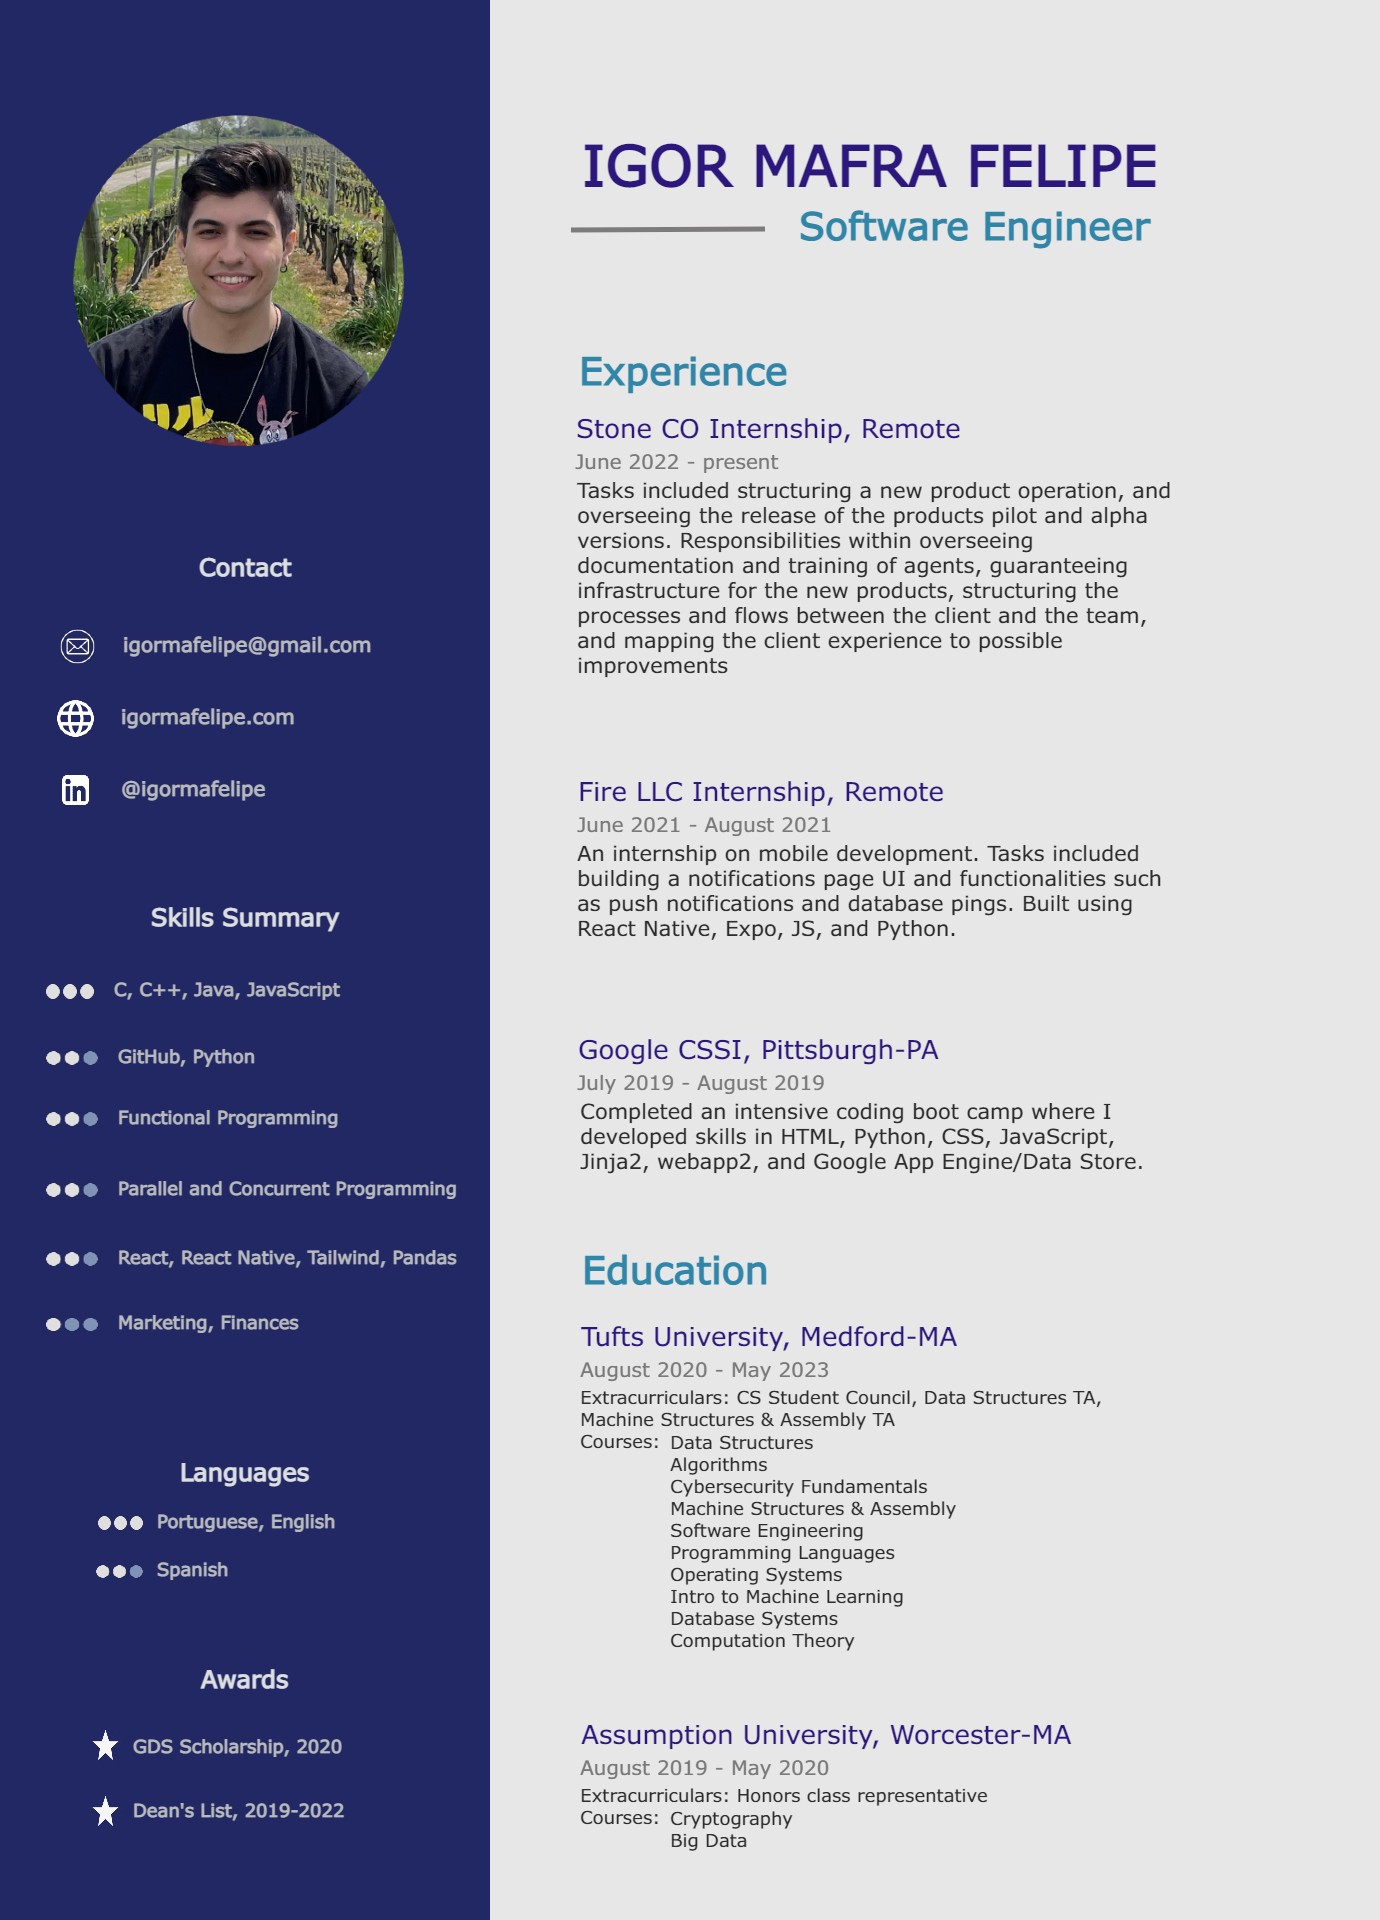 IGOR MAFRA FELIPE
Software Engineer
Contact
igormafelipe@gmail.com
igormafelipe.com
in
@igormafelipe
Skills Summary
C, C++, Java, JavaScript
GitHub, Python
Functional Programming
Parallel and Concurrent Programming
React, React Native, Tailwind, Pandas
Marketing, Finances
Languages
Portuguese, English
Spanish
Awards
GDS Scholarship, 2020
Dean's List, 2019-2022
Experience
Stone CO Internship, Remote
June 2022 - present
Tasks included structuring a new product operation, and
overseeing the release of the products pilot and alpha
versions. Responsibilities within overseeing
documentation and training of agents, guaranteeing
infrastructure for the new products, structuring the
processes and flows between the client and the team,
and mapping the client experience to possible
improvements
Fire LLC Internship, Remote
June 2021 - August 2021
An internship on mobile development. Tasks included
building a notifications page UI and functionalities such
as push notifications and database pings. Built using
React Native, Expo, JS, and Python.
Google CSSI, Pittsburgh-PA
July 2019 - August 2019
Completed an intensive coding boot camp where I
developed skills in HTML, Python, CSS, JavaScript,
Jinja2, webapp2, and Google App Engine/Data Store.
Education
Tufts University, Medford-MA
August 2020 - May 2023
Extracurriculars: CS Student Council, Data Structures TA,
Machine Structures & Assembly TA
Courses: Data Structures
Algorithms
Cybersecurity Fundamentals
Machine Structures & Assembly
Software Engineering
Programming Languages
Operating Systems
Intro to Machine Learning
Database Systems
Computation Theory
Assumption University, Worcester-MA
August 2019 - May 2020
Extracurriculars: Honors class representative
Courses: Cryptography
Big Data